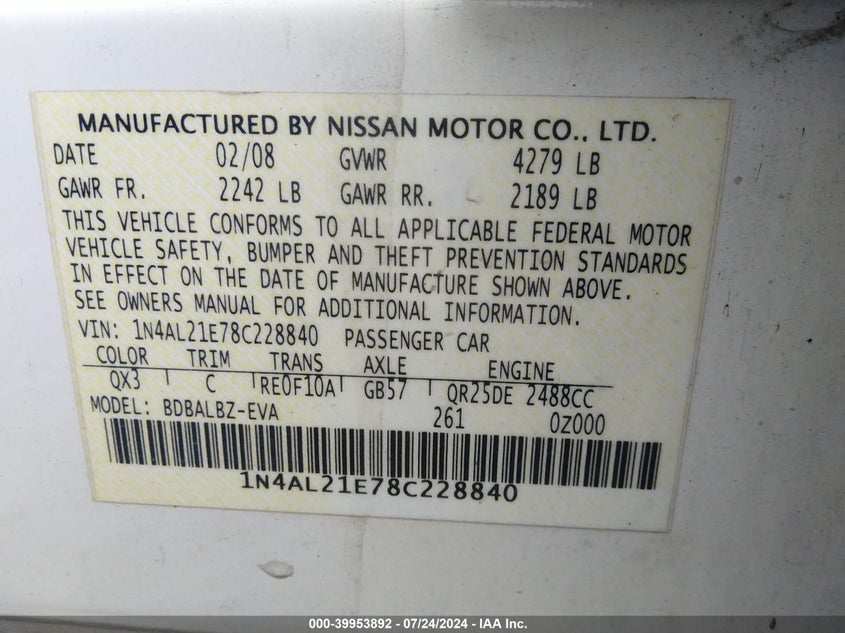 MANUFACTURED BY NISSAN MOTOR CO., LTD.
DATE 02/08 GVWR 4279 LB
GAWR FR. 2242 LB GAWR RR. 2189 LB
THIS VEHICLE CONFORMS TO ALL APPLICABLE FEDERAL MOTOR
VEHICLE SAFETY, BUMPER AND THEFT PREVENTION STANDARDS
IN EFFECT ON THE DATE OF MANUFACTURE SHOWN ABOVE.
SEE OWNERS MANUAL FOR ADDITIONAL INFORMATION.
VIN: 1N4AL21E78C228840 PASSENGER CAR
COLOR TRIM TRANS AXLE ENGINE
QX3 C RE0F10A GB57 QR25DE 2488CC
MODEL: BDBALBZ-EVA 261 0Z000
1N4AL21E78C228840
000-39953892 - 07/24/2024 - IAA Inc.